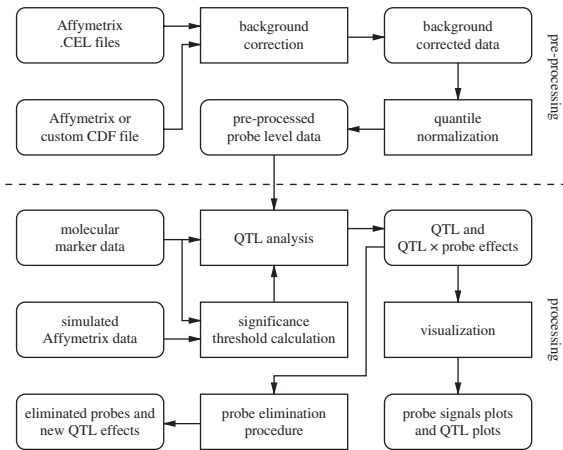 Affymetrix
.CEL files
background
correction
background
corrected data
pre-processing
Affymetrix or
custom CDF file
pre-processed
probe level data
quantile
normalization
molecular
marker data
QTL analysis
QTL and
QTL × probe effects
simulated
Affymetrix data
significance
threshold calculation
visualization
processing
eliminated probes and
new QTL effects
probe elimination
procedure
probe signals plots
and QTL plots